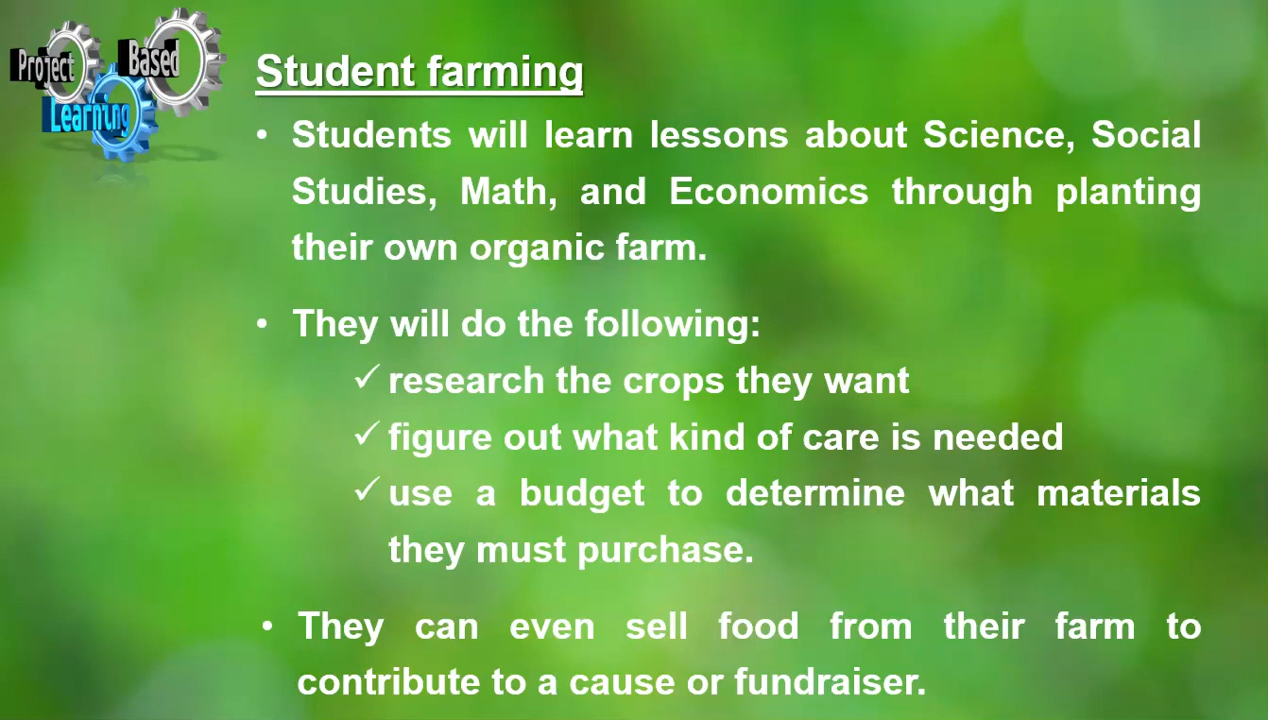 Project Based
Learning
Student farming
• Students will learn lessons about Science, Social
Studies, Math, and Economics through planting
their own organic farm.
• They will do the following:
✓ research the crops they want
✓ figure out what kind of care is needed
✓ use a budget to determine what materials
they must purchase.
• They can even sell food from their farm to
contribute to a cause or fundraiser.